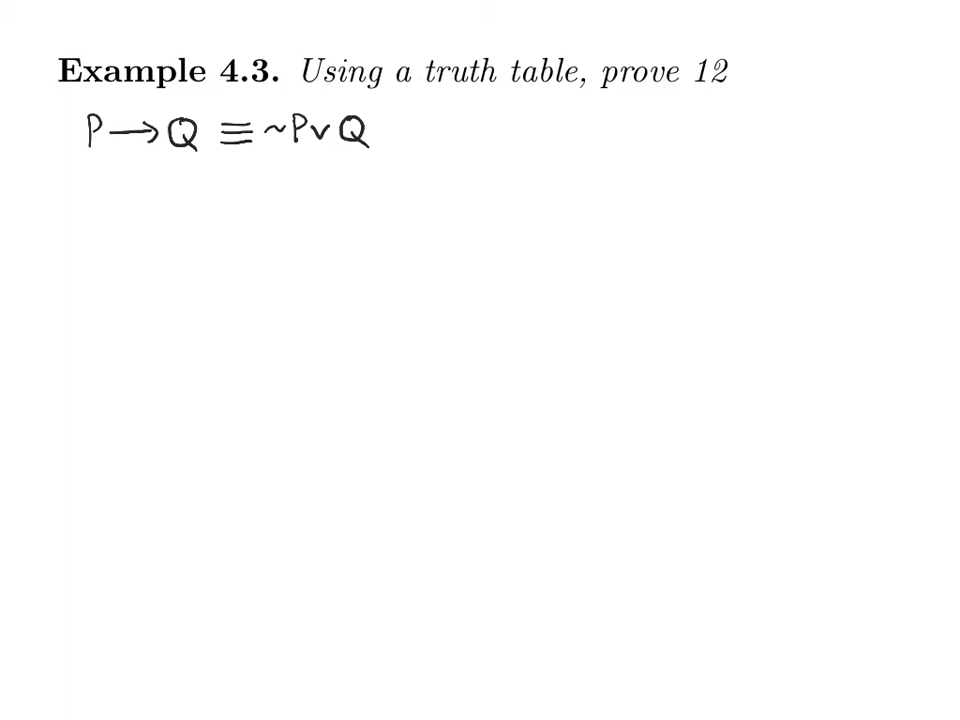 Example 4.3. Using a truth table, prove 12
P → Q ≡ ~P ∨ Q